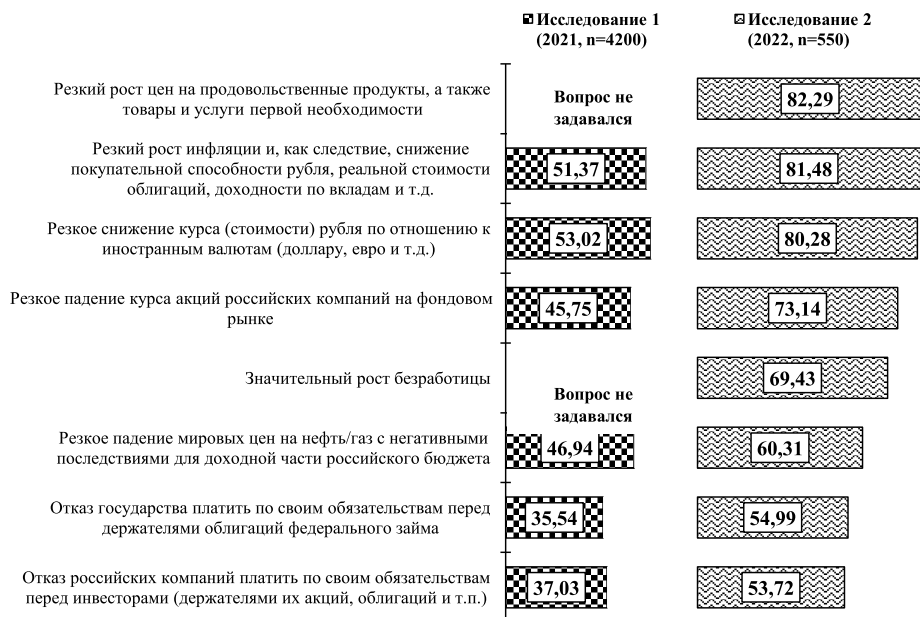 Исследование 1
(2021, n=4200)
Исследование 2
(2022, n=550)
Резкий рост цен на продовольственные продукты, а также
товары и услуги первой необходимости
Вопрос не
задавался
82,29
Резкий рост инфляции и, как следствие, снижение
покупательной способности рубля, реальной стоимости
облигаций, доходности по вкладам и т.д.
51,37
81,48
Резкое снижение курса (стоимости) рубля по отношению к
иностранным валютам (доллару, евро и т.д.)
53,02
80,28
Резкое падение курса акций российских компаний на фондовом
рынке
45,75
73,14
Значительный рост безработицы
Вопрос не
задавался
69,43
Резкое падение мировых цен на нефть/газ с негативными
последствиями для доходной части российского бюджета
46,94
60,31
Отказ государства платить по своим обязательствам перед
держателями облигаций федерального займа
35,54
54,99
Отказ российских компаний платить по своим обязательствам
перед инвесторами (держателями их акций, облигаций и т.п.)
37,03
53,72